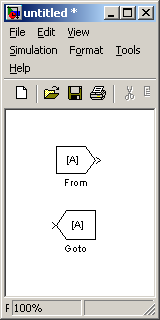 untitled *
File Edit View
Simulation Format Tools
Help
[A]
From
[A]
Goto
100%